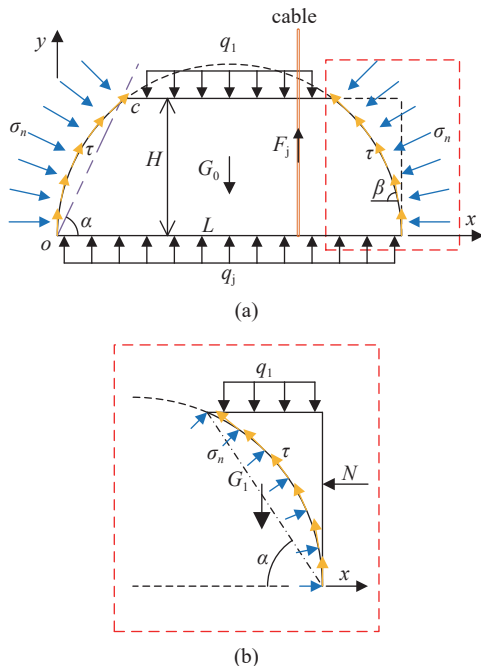 cable
y
q₁
c
σₙ
τ
H
G₀
Fⱼ
τ
σₙ
β
α
L
x
o
qⱼ
(a)
q₁
σₙ
τ
N
G₁
α
x
(b)